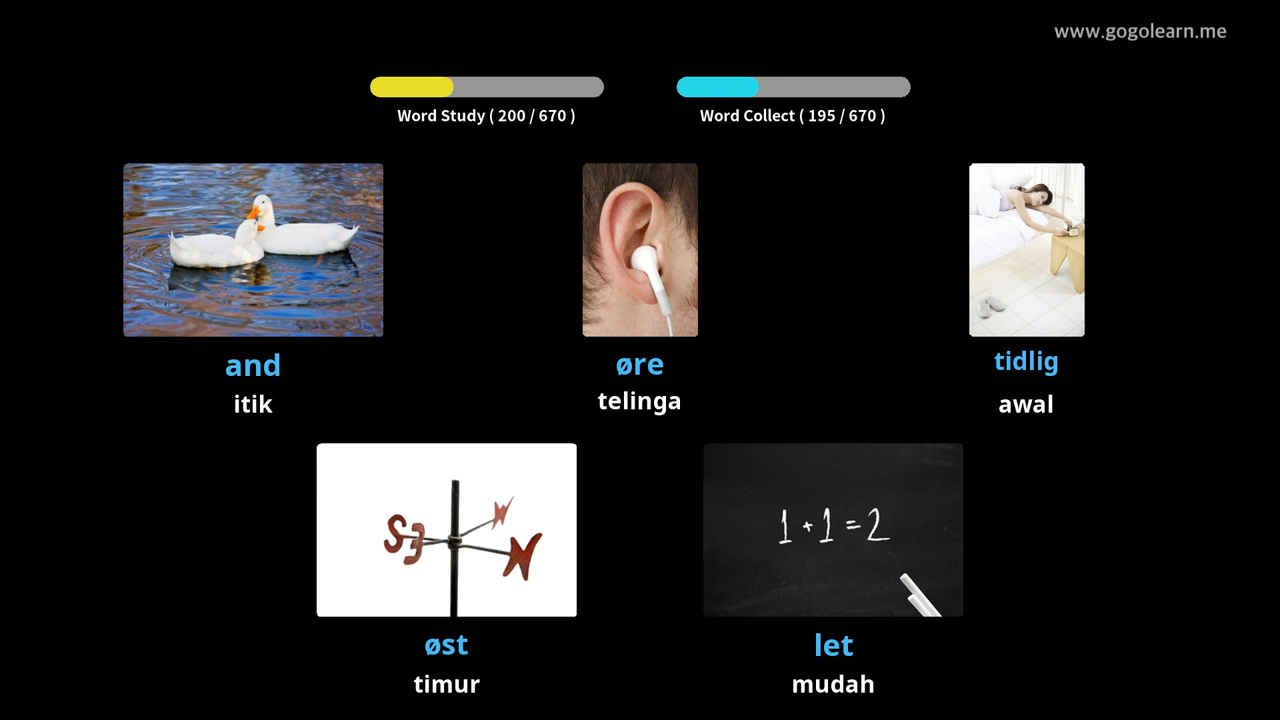 www.gogolearn.me
Word Study ( 200 / 670 )
Word Collect ( 195 / 670 )
and
itik
øre
telinga
tidlig
awal
S E N
1 + 1 = 2
øst
timur
let
mudah